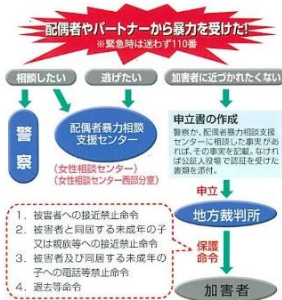 配偶者やパートナーから暴力を受けた!
※緊急時は迷わず110番
相談したい
逃げたい
加害者に近づかれたくない
警察
配偶者暴力相談
支援センター
(女性相談センター)
(女性相談センター西部分室)
申立書の作成
警察か、配偶者暴力相談支援
センターに相談した事実があ
れば、その事実を記載。なけれ
ば公証人役場で認証を受けた
書類を添付。
申立
地方裁判所
1. 被害者への接近禁止命令
2. 被害者と同居する未成年の子
又は親族等への接近禁止命令
3. 被害者及び同居する未成年の
子への電話等禁止命令
4. 退去等命令
保護
命令
加害者